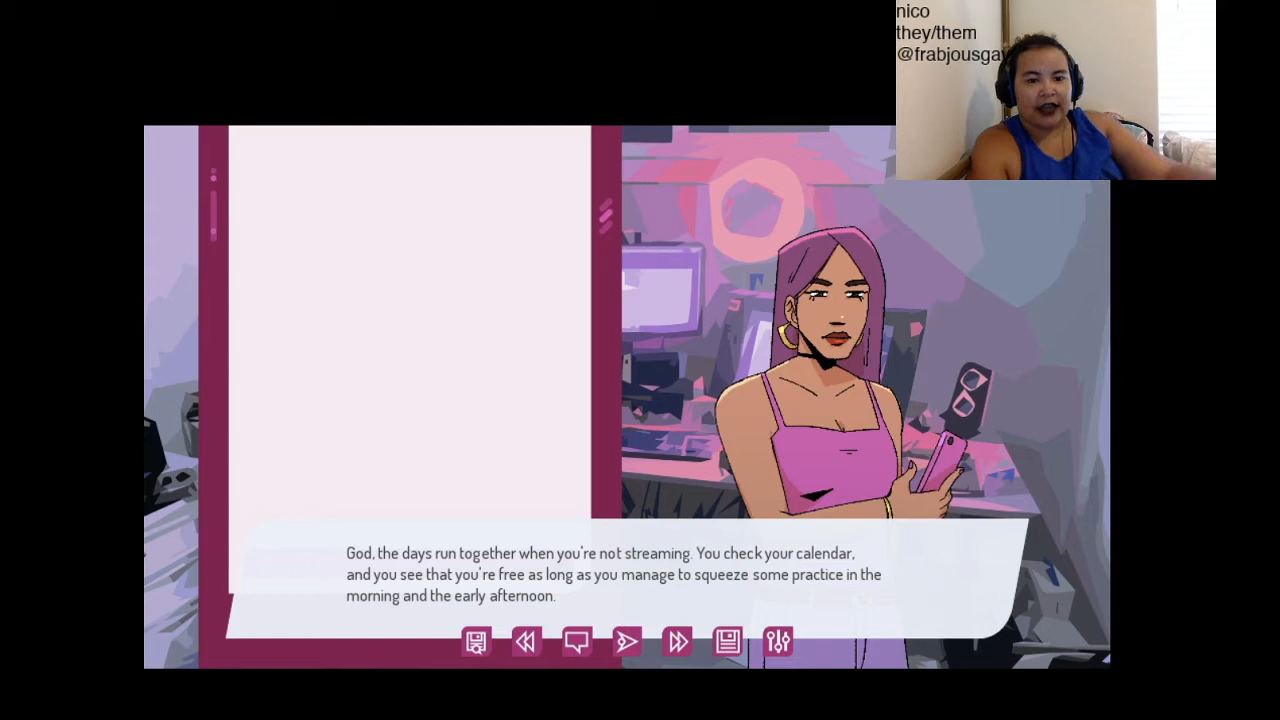 nico
they/them
@frabjousgay
God, the days run together when you're not streaming. You check your calendar,
and you see that you're free as long as you manage to squeeze some practice in the
morning and the early afternoon.